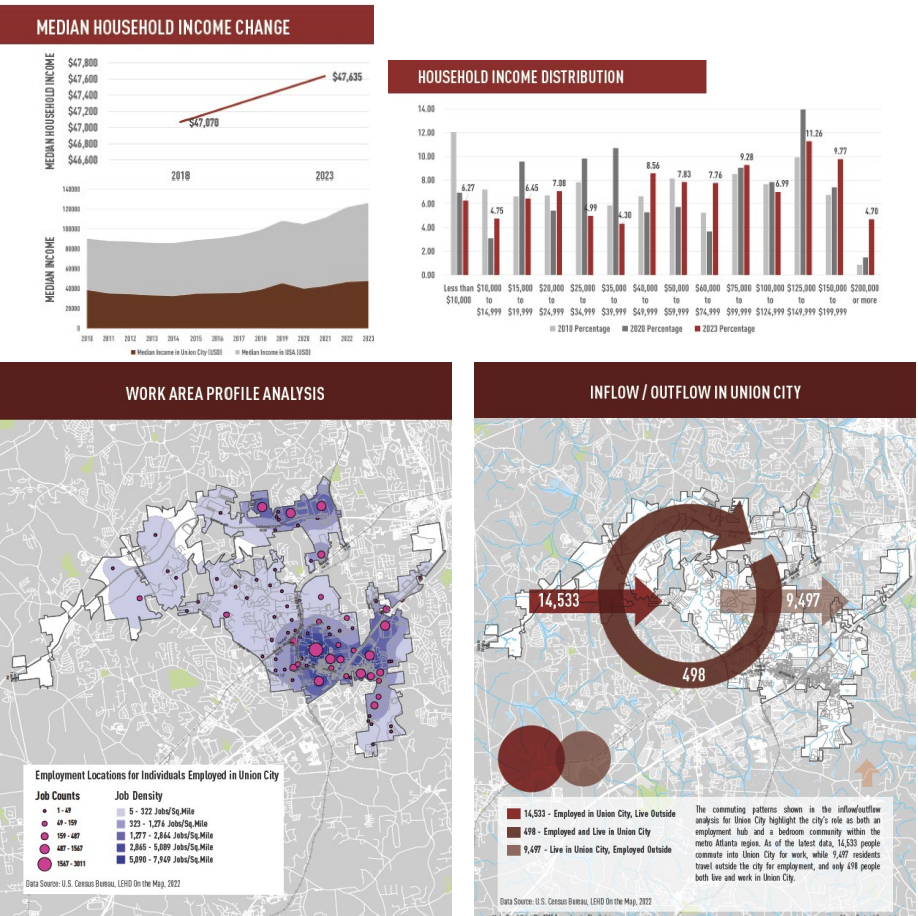 MEDIAN HOUSEHOLD INCOME CHANGE
MEDIAN HOUSEHOLD INCOME
$47,800
$47,600
$47,400
$47,200
$47,000
$46,800
$46,600
$47,070
$47,635
2018
2023
MEDIAN INCOME
140000
120000
100000
80000
60000
40000
20000
0
2010 2011 2012 2013 2014 2015 2016 2017 2018 2019 2020 2021 2022 2023
Median Income in Union City (USD) Median Income in USA (USD)
HOUSEHOLD INCOME DISTRIBUTION
14.00
12.00
10.00
8.00
6.00
4.00
2.00
0.00
6.27 4.75 6.45 7.08 4.99 4.30 8.56 7.83 7.76 9.28 6.99 11.26 9.77 4.70
Less than $10,000 $15,000 $20,000 $25,000 $35,000 $40,000 $50,000 $60,000 $75,000 $100,000 $125,000 $150,000 $200,000
$10,000 to to to to to to to to to to to to or more
$14,999 $19,999 $24,999 $34,999 $39,999 $49,999 $59,999 $74,999 $99,999 $124,999 $149,999 $199,999
2010 Percentage 2020 Percentage 2023 Percentage
WORK AREA PROFILE ANALYSIS
Employment Locations for Individuals Employed in Union City
Job Counts
1 - 49
49 - 159
159 - 487
487 - 1567
1567 - 3011
Job Density
5 - 322 Jobs/Sq.Mile
323 - 1,276 Jobs/Sq.Mile
1,277 - 2,864 Jobs/Sq.Mile
2,865 - 5,089 Jobs/Sq.Mile
5,090 - 7,949 Jobs/Sq.Mile
Data Source: U.S. Census Bureau, LEHD On the Map, 2022
INFLOW / OUTFLOW IN UNION CITY
14,533
9,497
498
14,533 - Employed in Union City, Live Outside
498 - Employed and Live in Union City
9,497 - Live in Union City, Employed Outside
The commuting patterns shown in the inflow/outflow
analysis for Union City highlight the city's role as both an
employment hub and a bedroom community within the
metro Atlanta region. As of the latest data, 14,533 people
commute into Union City for work, while 9,497 residents
travel outside the city for employment, and only 498 people
both live and work in Union City.
Data Source: U.S. Census Bureau, LEHD On the Map, 2022